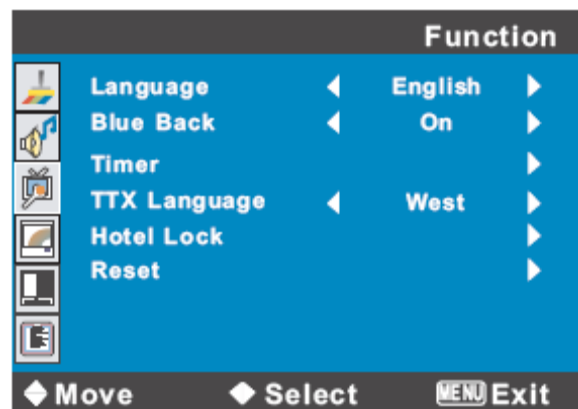 Function
Language English
Blue Back On
Timer
TTX Language West
Hotel Lock
Reset
Move Select MENU Exit